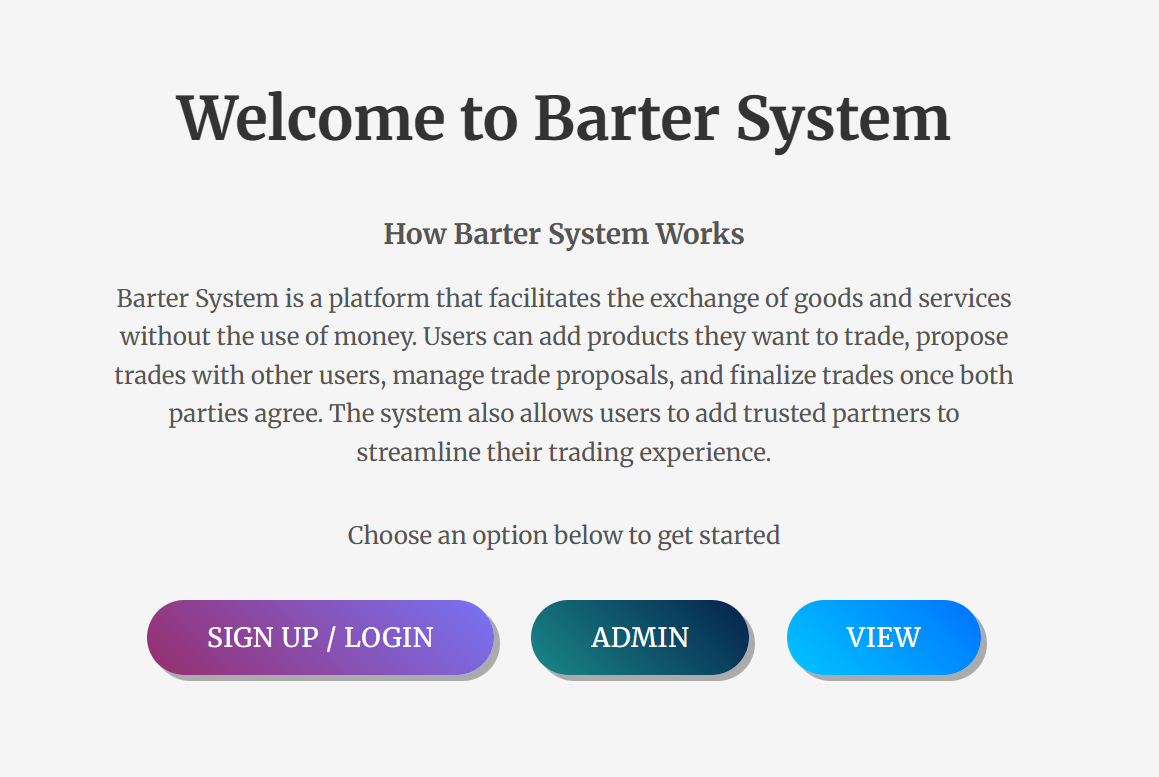 Welcome to Barter System
How Barter System Works
Barter System is a platform that facilitates the exchange of goods and services
without the use of money. Users can add products they want to trade, propose
trades with other users, manage trade proposals, and finalize trades once both
parties agree. The system also allows users to add trusted partners to
streamline their trading experience.
Choose an option below to get started
SIGN UP / LOGIN
ADMIN
VIEW